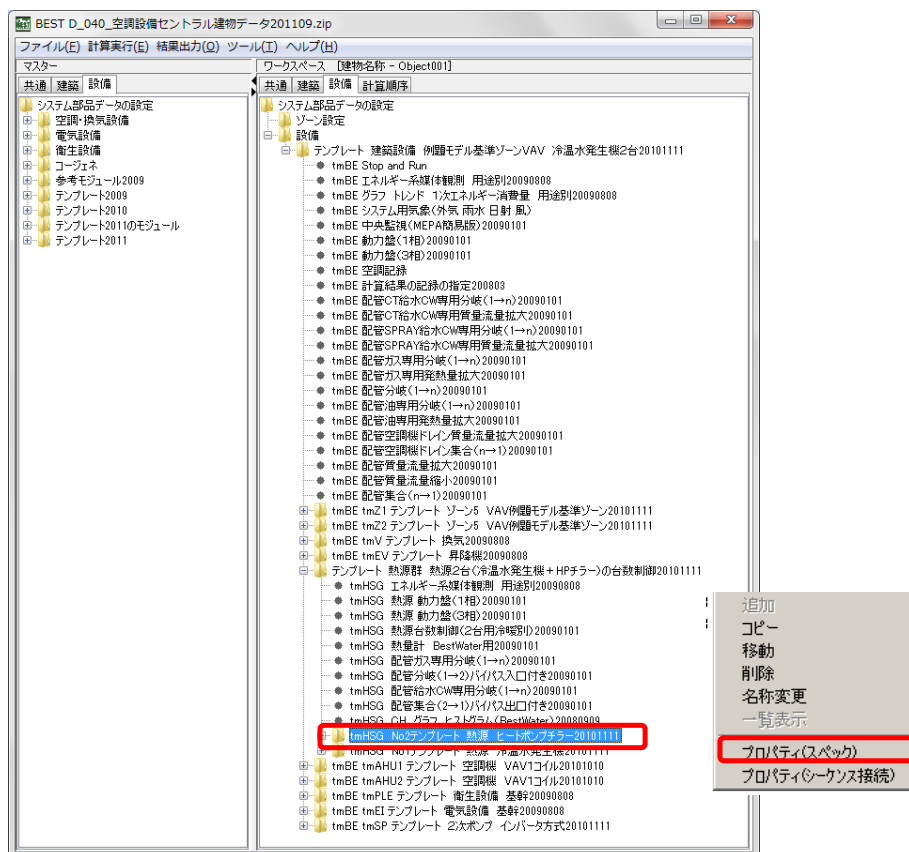 BEST D_040_空調設備セントラル建物データ201109.zip
ファイル(F) 計算実行(E) 結果出力(O) ツール(T) ヘルプ(H)
マスター
共通 建築 設備
システム部品データの設定
空調・換気設備
電気設備
衛生設備
コージェネ
参考モジュール2009
テンプレート2009
テンプレート2010
テンプレート2011のモジュール
テンプレート2011
ワークスペース [建物名称 - Object001]
共通 建築 設備 計算順序
システム部品データの設定
ゾーン設定
設備
テンプレート 建築設備 例題モデル基準ゾーンVAV 冷温水発生機2台20101111
tmBE Stop and Run
tmBE エネルギー系媒体観測 用途別20090808
tmBE グラフ トレンド 1次エネルギー消費量 用途別20090808
tmBE システム用気象(外気 雨水 日射 風)
tmBE 中央監視(MEPA簡易版)20090101
tmBE 動力盤(1相)20090101
tmBE 動力盤(3相)20090101
tmBE 空調記録
tmBE 計算結果の記録の指定200803
tmBE 配管CT給水CW専用分岐(1→n)20090101
tmBE 配管CT給水CW専用質量流量拡大20090101
tmBE 配管SPRAY給水CW専用分岐(1→n)20090101
tmBE 配管SPRAY給水CW専用質量流量拡大20090101
tmBE 配管ガス専用分岐(1→n)20090101
tmBE 配管ガス専用発熱量拡大20090101
tmBE 配管分岐(1→n)20090101
tmBE 配管油専用分岐(1→n)20090101
tmBE 配管油専用発熱量拡大20090101
tmBE 配管空調機ドレイン質量流量拡大20090101
tmBE 配管空調機ドレイン集合(n→1)20090101
tmBE 配管質量流量拡大20090101
tmBE 配管質量流量縮小20090101
tmBE 配管集合(n→1)20090101
tmBE tmZ1 テンプレート ゾーン5 VAV例題モデル基準ゾーン20101111
tmBE tmZ2 テンプレート ゾーン5 VAV例題モデル基準ゾーン20101111
tmBE tmV テンプレート 換気20090808
tmBE tmEV テンプレート 昇降機20090808
テンプレート 熱源群 熱源2台(冷温水発生機+HPチラー)の台数制御20101111
tmHSG エネルギー系媒体観測 用途別20090808
tmHSG 熱源 動力盤(1相)20090101
tmHSG 熱源 動力盤(3相)20090101
tmHSG 熱源台数制御(2台用冷暖別)20090101
tmHSG 熱量計 BestWater用20090101
tmHSG 配管ガス専用分岐(1→n)20090101
tmHSG 配管分岐(1→2)バイパス入口付き20090101
tmHSG 配管給水CW専用分岐(1→n)20090101
tmHSG 配管集合(2→1)バイパス出口付き20090101
tmHSG CH グラフ ヒストグラム(BestWater)20080909
tmHSG No2テンプレート 熱源 ヒートポンプチラー20101111
tmHSG No1テンプレート 熱源 冷温水発生機20101111
tmBE tmAHU1 テンプレート 空調機 VAV1コイル20101010
tmBE tmAHU2 テンプレート 空調機 VAV1コイル20101010
tmBE tmPLE テンプレート 衛生設備 基幹20090808
tmBE tmEI テンプレート 電気設備 基幹20090808
tmBE tmSP テンプレート 2次ポンプ インバータ方式20101111
追加
コピー
移動
削除
名称変更
一覧表示
プロパティ(スペック)
プロパティ(シーケンス接続)